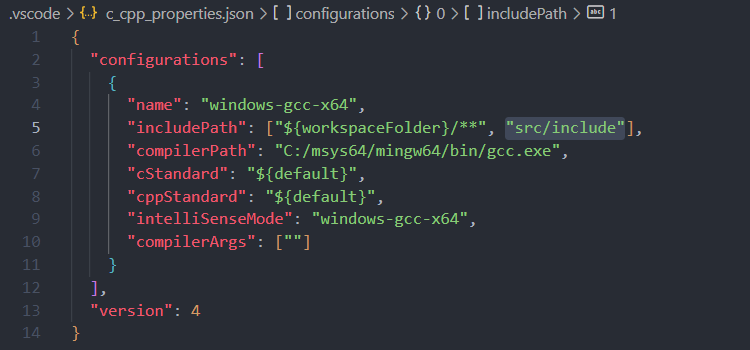 .vscode > {..} c_cpp_properties.json > [ ] configurations > {} 0 > [ ] includePath > abc 1
1 {
2 "configurations": [
3 {
4 "name": "windows-gcc-x64",
5 "includePath": ["${workspaceFolder}/**", "src/include"],
6 "compilerPath": "C:/msys64/mingw64/bin/gcc.exe",
7 "cStandard": "${default}",
8 "cppStandard": "${default}",
9 "intelliSenseMode": "windows-gcc-x64",
10 "compilerArgs": [""]
11 }
12 ],
13 "version": 4
14 }